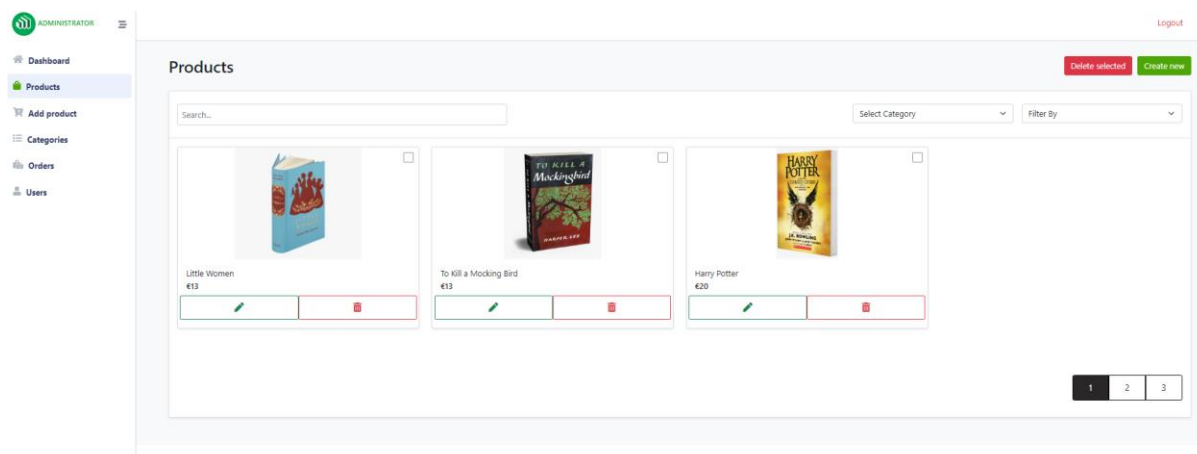 ADMINISTRATOR
Logout
Dashboard
Products
Add product
Categories
Orders
Users
Products
Delete selected
Create new
Search...
Select Category
Filter By
TO KILL A
Mockingbird
HARPER LEE
HARRY
POTTER
J.K. ROWLING
Little Women
€13
To Kill a Mocking Bird
€13
Harry Potter
€20
1
2
3